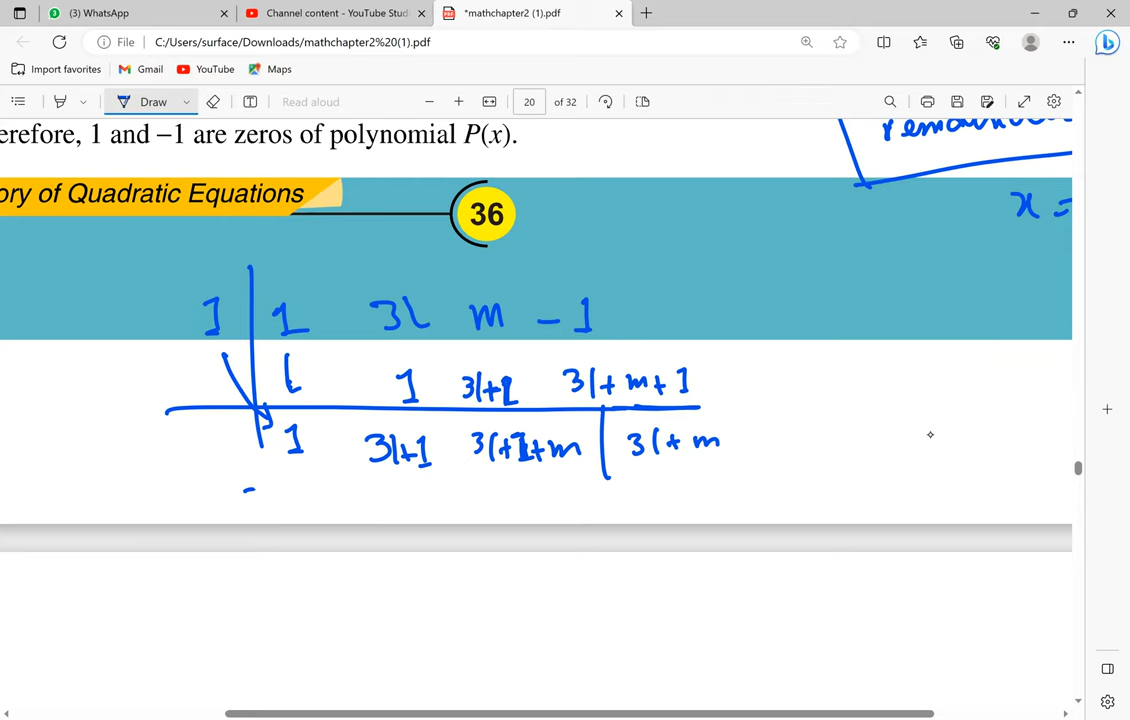 (3) WhatsApp
Channel content - YouTube Studi
*mathchapter2 (1).pdf
File C:/Users/surface/Downloads/mathchapter2%20(1).pdf
Import favorites Gmail YouTube Maps
Draw Read aloud 20 of 32
erefore, 1 and −1 are zeros of polynomial P(x).
ory of Quadratic Equations 36
x =
1 1 3l m - 1
1 3l+1 3l+m+1
1 3l+1 3l+1+m 3l+m